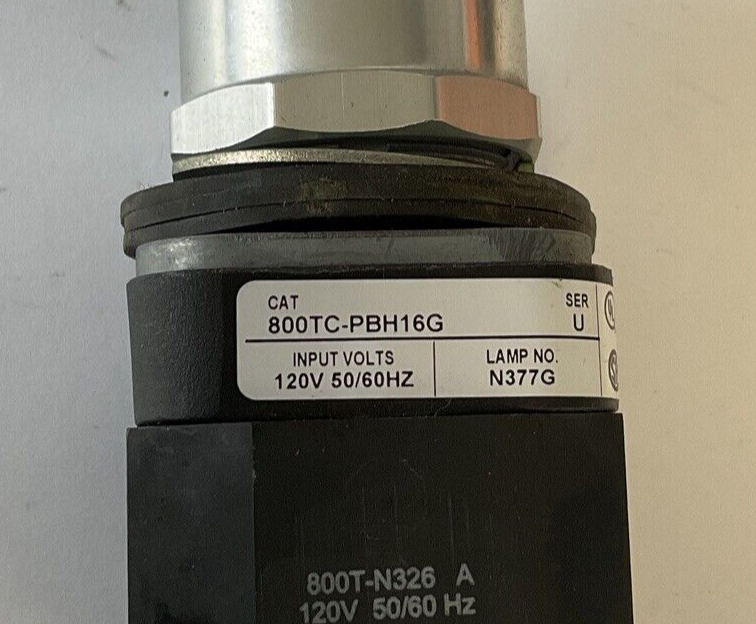 CAT
800TC-PBH16G
SER
U
INPUT VOLTS
120V 50/60HZ
LAMP NO.
N377G
800T-N326 A
120V 50/60 Hz